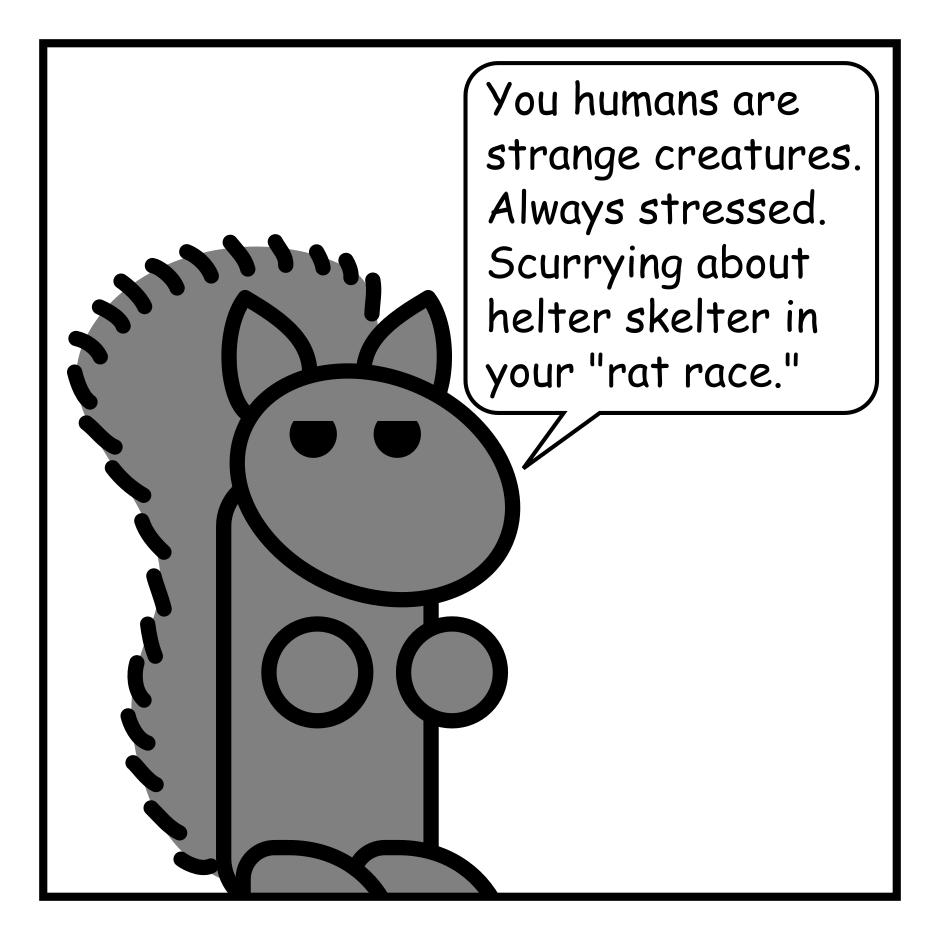 You humans are
strange creatures.
Always stressed.
Scurrying about
helter skelter in
your "rat race."